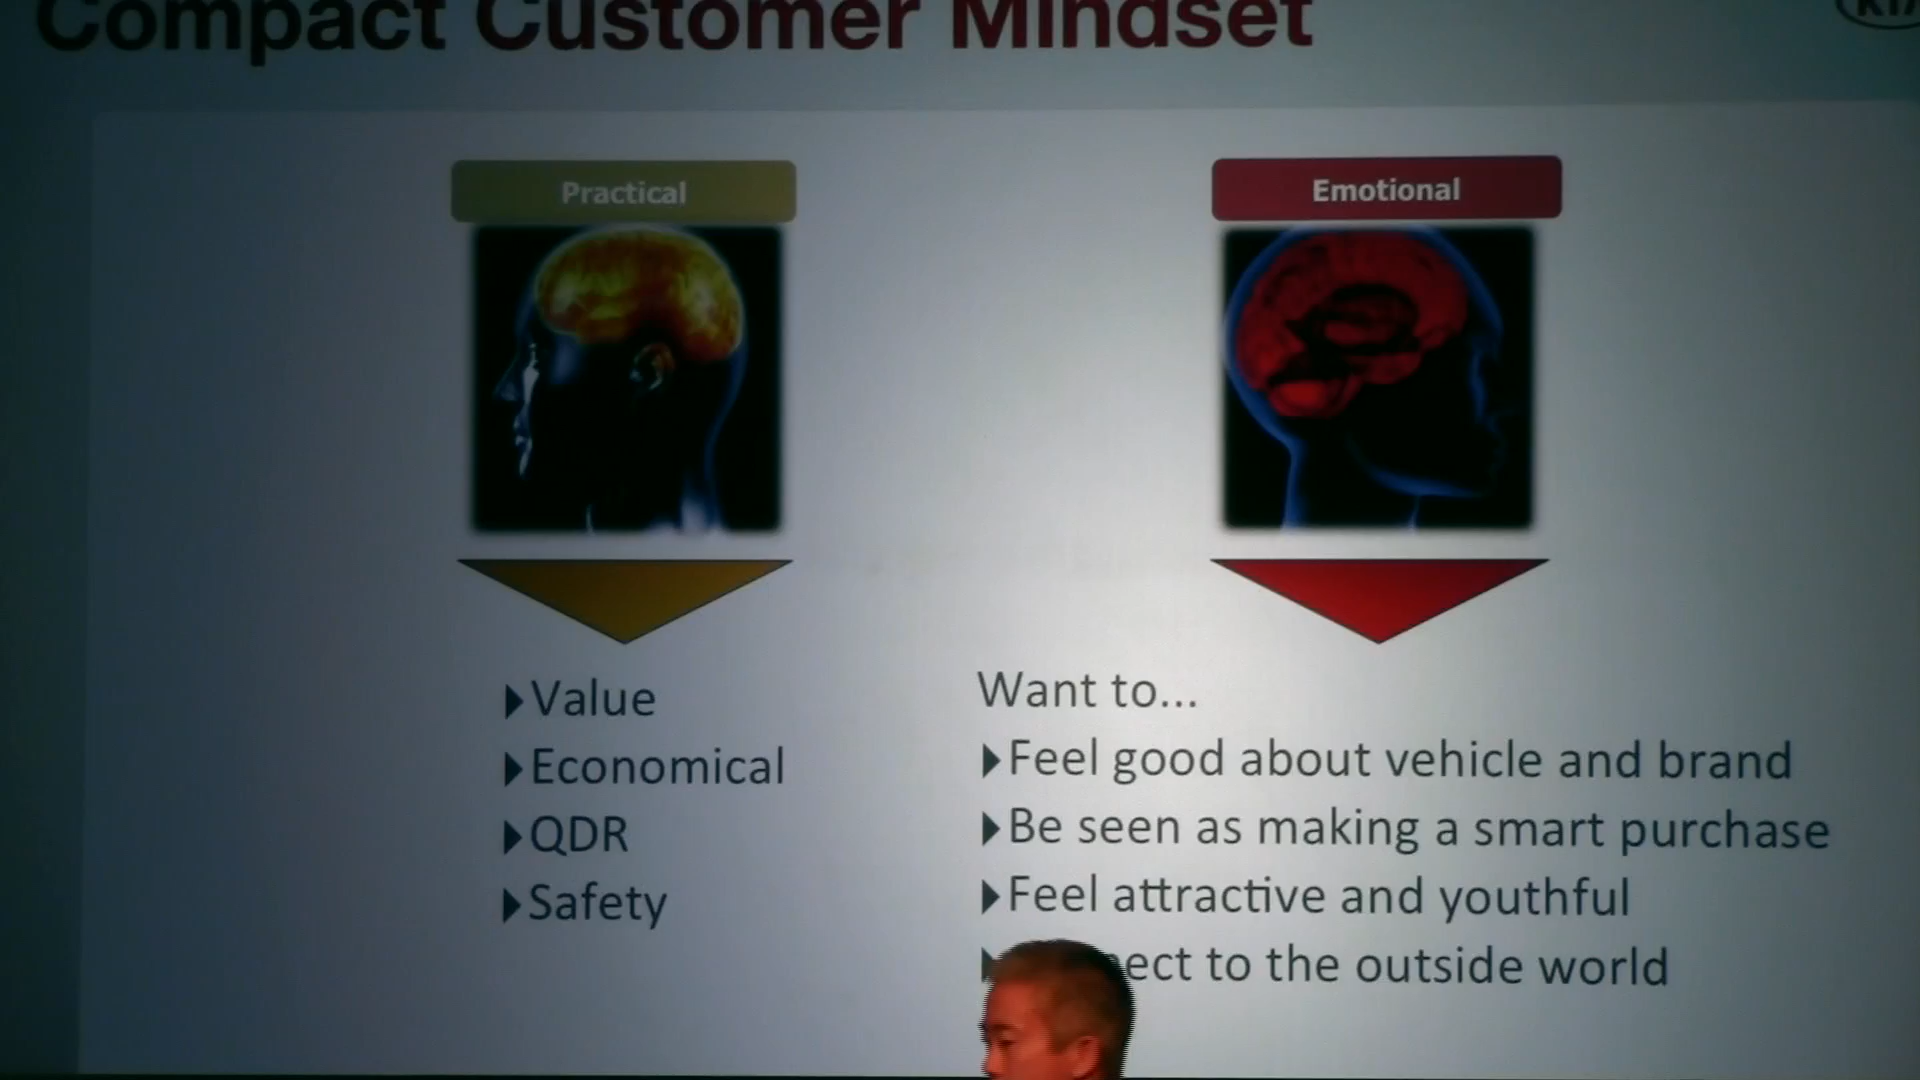 Compact Customer Mindset
Practical
Emotional
Value
Economical
QDR
Safety
Want to...
Feel good about vehicle and brand
Be seen as making a smart purchase
Feel attractive and youthful
to the outside world